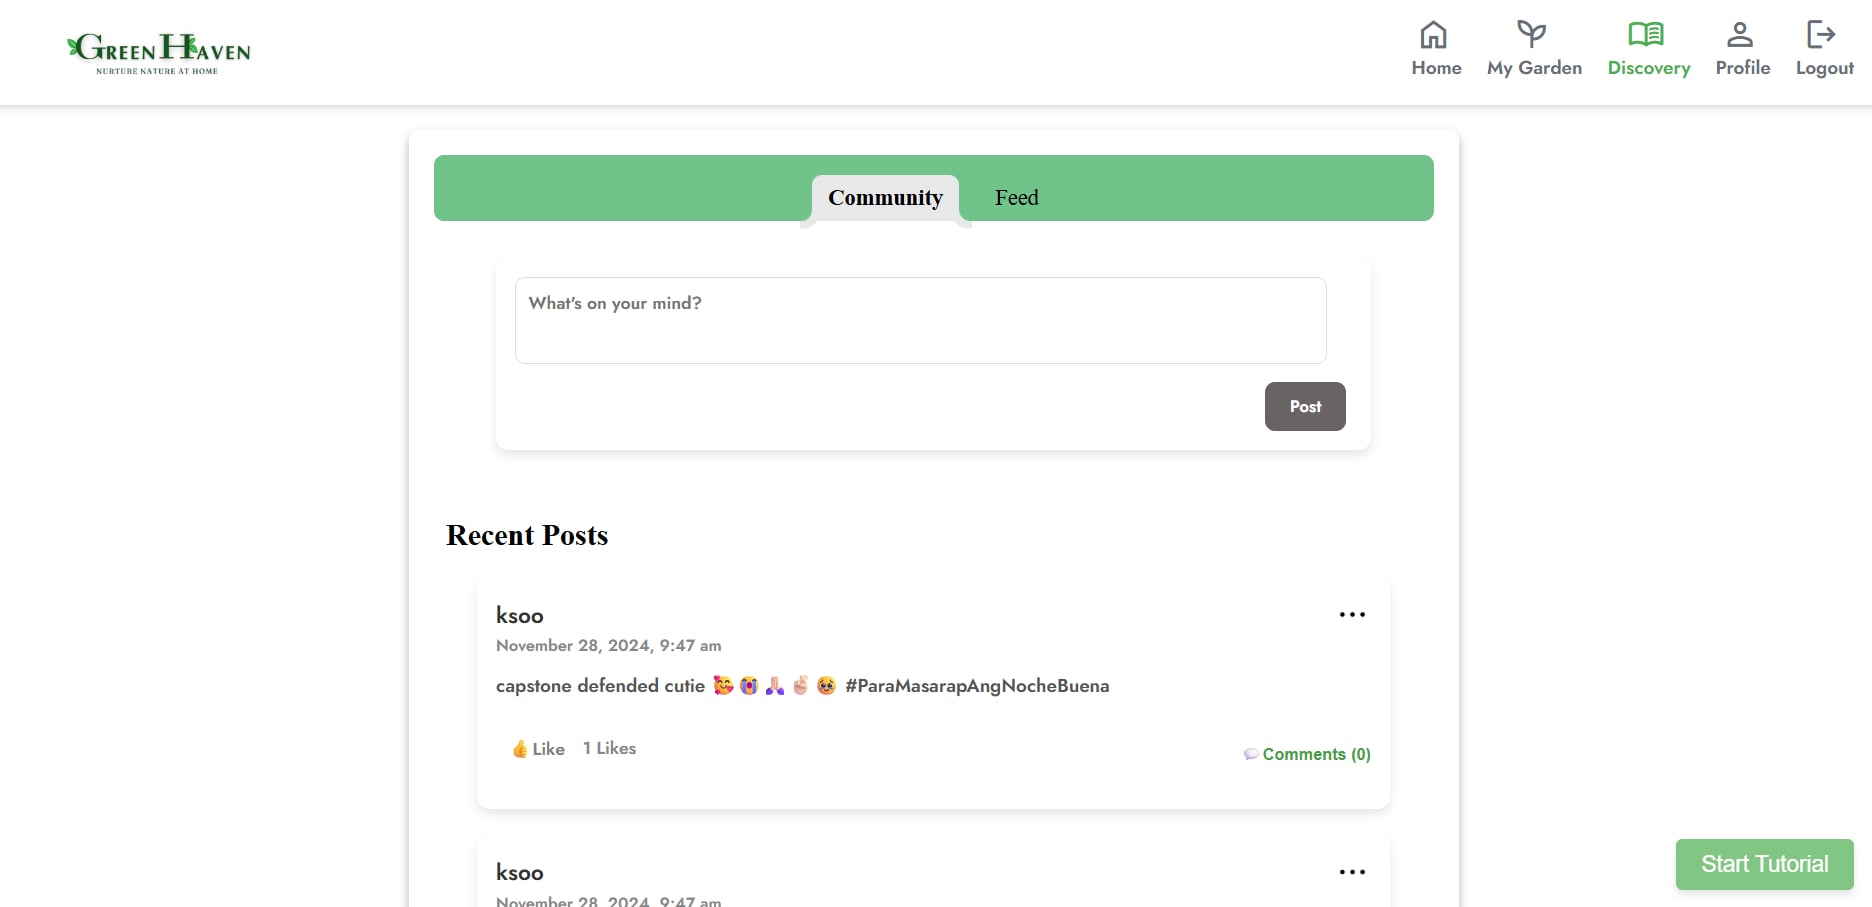 GREEN HAVEN
NURTURE NATURE AT HOME
Home
My Garden
Discovery
Profile
Logout
Community
Feed
What's on your mind?
Post
Recent Posts
ksoo
November 28, 2024, 9:47 am
capstone defended cutie 🥰😭🙏🏻✌🏻🥹 #ParaMasarapAngNocheBuena
👍 Like 1 Likes
💬 Comments (0)
ksoo
November 28, 2024, 9:47 am
Start Tutorial